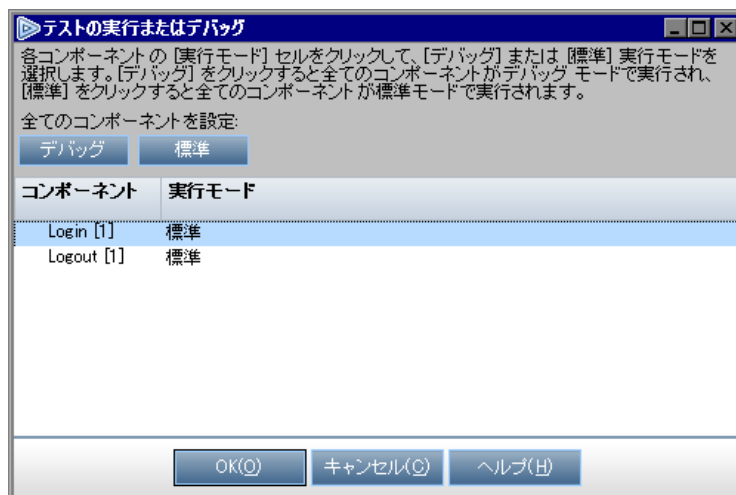 テストの実行またはデバッグ
各コンポーネントの [実行モード] セルをクリックして、[デバッグ] または [標準] 実行モードを
選択します。[デバッグ] をクリックすると全てのコンポーネントがデバッグ モードで実行され、
[標準] をクリックすると全てのコンポーネントが標準モードで実行されます。
全てのコンポーネントを設定:
デバッグ 標準
コンポーネント 実行モード
Login [1] 標準
Logout [1] 標準
OK(O) キャンセル(C) ヘルプ(H)